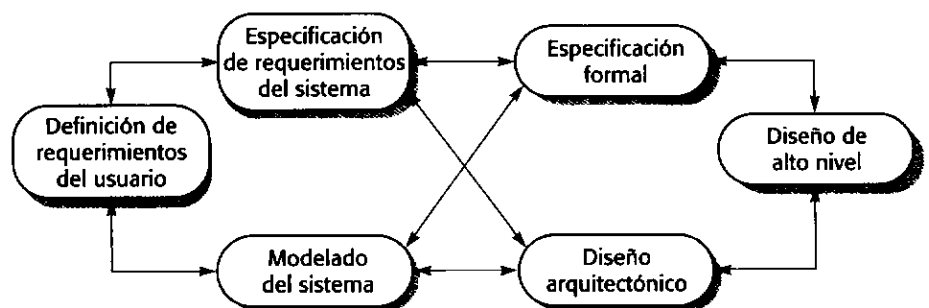 Especificación
de requerimientos
del sistema
Especificación
formal
Definición de
requerimientos
del usuario
Diseño de
alto nivel
Modelado
del sistema
Diseño
arquitectónico